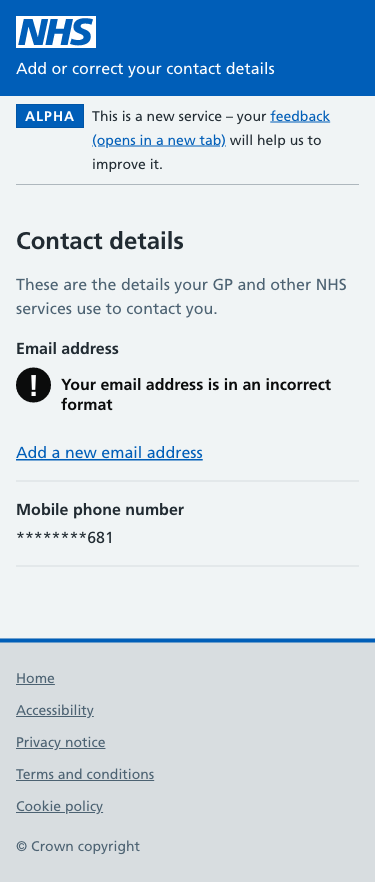 NHS
Add or correct your contact details
ALPHA This is a new service – your feedback
(opens in a new tab) will help us to
improve it.
Contact details
These are the details your GP and other NHS
services use to contact you.
Email address
! Your email address is in an incorrect
format
Add a new email address
Mobile phone number
********681
Home
Accessibility
Privacy notice
Terms and conditions
Cookie policy
© Crown copyright